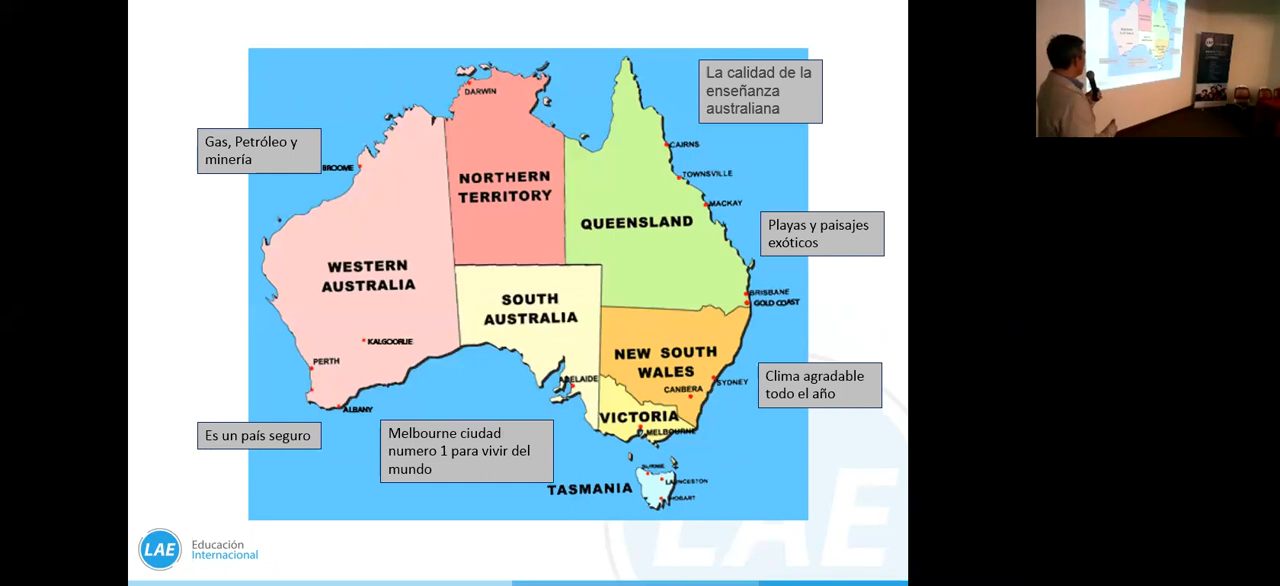 La calidad de la
enseñanza
australiana
DARWIN
Gas, Petróleo y
minería
BROOME
CAIRNS
NORTHERN
TERRITORY
TOWNSVILLE
MACKAY
QUEENSLAND
Playas y paisajes
exóticos
WESTERN
AUSTRALIA
SOUTH
AUSTRALIA
BRISBANE
GOLD COAST
KALGOORLIE
NEW SOUTH
WALES
PERTH
ADELAIDE
CANBERA
SYDNEY
Clima agradable
todo el año
ALBANY
VICTORIA
MELBOURNE
Es un país seguro
Melbourne ciudad
numero 1 para vivir del
mundo
BURNIE
LAUNCESTON
TASMANIA
HOBART
LAE
Educación
Internacional
LAE